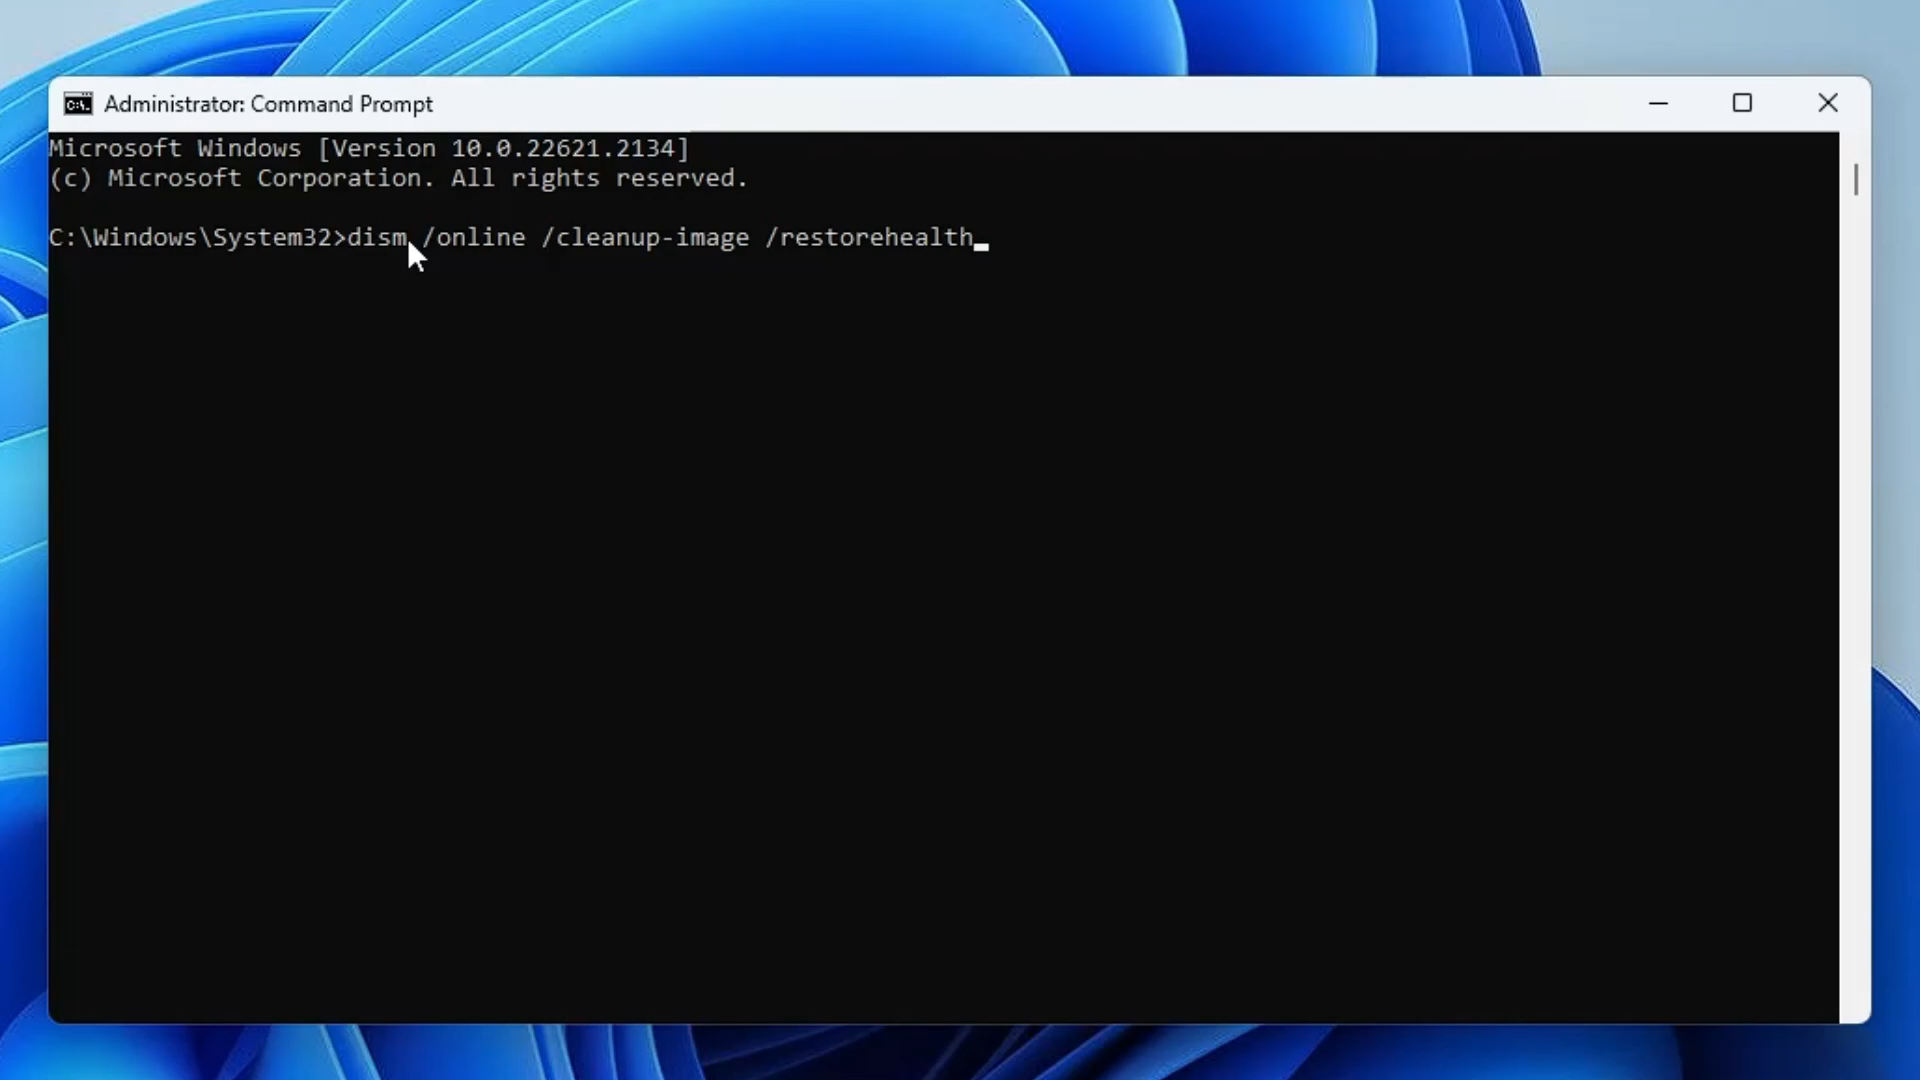 Administrator: Command Prompt
Microsoft Windows [Version 10.0.22621.2134]
(c) Microsoft Corporation. All rights reserved.
C:\Windows\System32>dism /online /cleanup-image /restorehealth